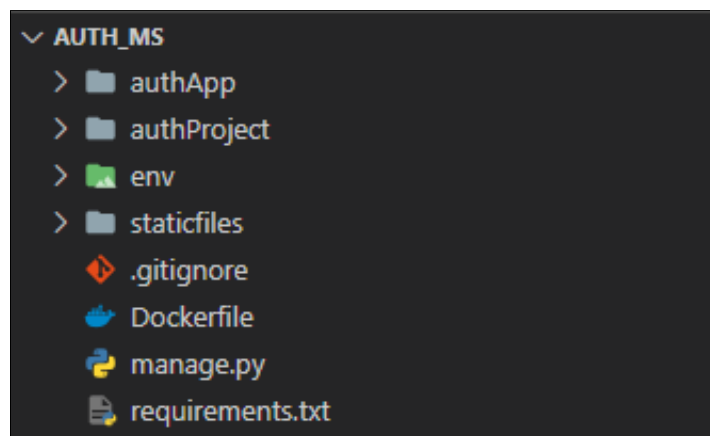 AUTH_MS
authApp
authProject
env
staticfiles
.gitignore
Dockerfile
manage.py
requirements.txt